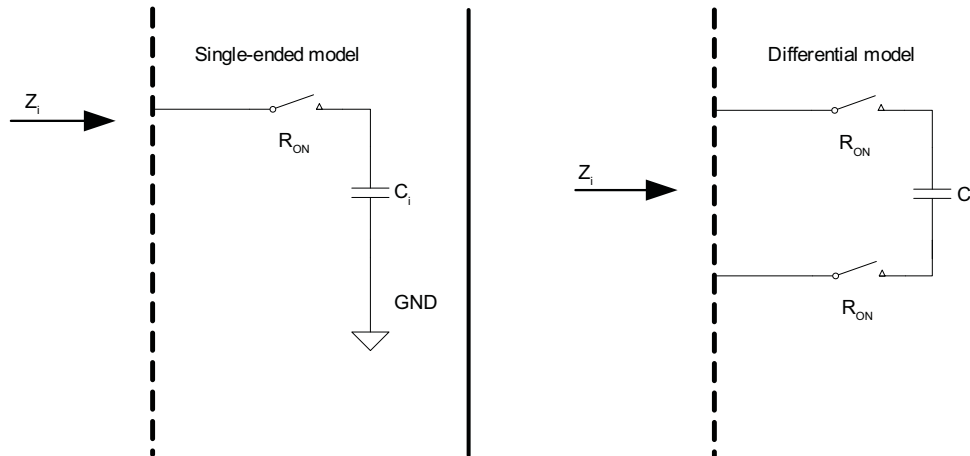 Single-ended model
Z_i
R_ON
C_i
GND
Differential model
Z_i
R_ON
C
R_ON